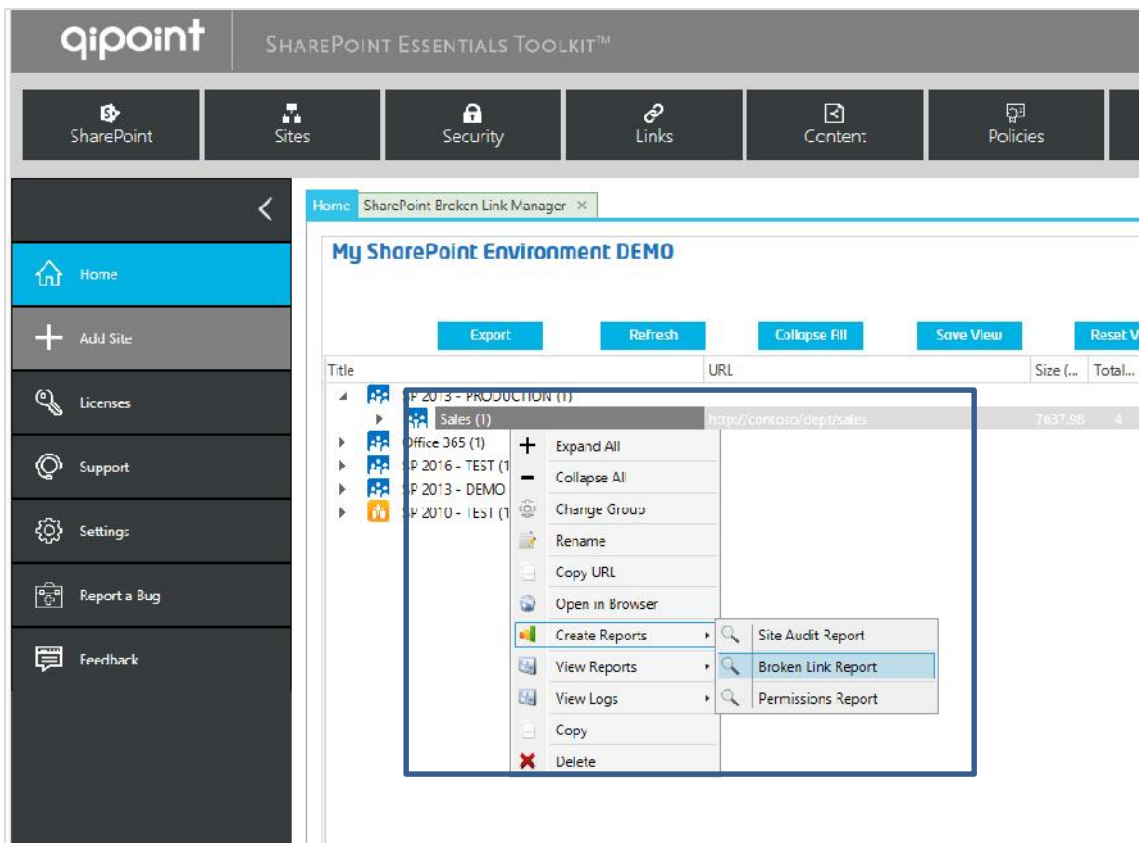 qipoint
SHAREPOINT ESSENTIALS TOOLKIT™
SharePoint
Sites
Security
Links
Content
Policies
Home
SharePoint Broken Link Manager ×
My SharePoint Environment DEMO
Home
Add Site
Licenses
Support
Settings
Report a Bug
Feedback
Export
Refresh
Collapse All
Save View
Reset V
Title
URL
Size (...
Total...
SP 2013 - PRODUCTION (1)
Sales (1)
http://contoso/dept/sales
7637.98
4
Office 365 (1)
SP 2016 - TEST (1
SP 2013 - DEMO
SP 2010 - TEST (1
Expand All
Collapse All
Change Group
Rename
Copy URL
Open in Browser
Create Reports
View Reports
View Logs
Copy
Delete
Site Audit Report
Broken Link Report
Permissions Report